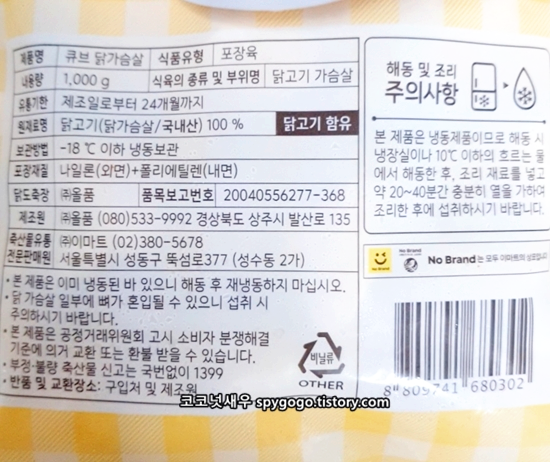 제품명 큐브 닭가슴살 식품유형 포장육
내용량 1,000 g 식육의 종류 및 부위명 닭고기 가슴살
유통기한 제조일로부터 24개월까지
원재료명 닭고기(닭가슴살/국내산) 100 % 닭고기 함유
보관방법 -18 ℃ 이하 냉동보관
포장재질 나일론(외면)+폴리에틸렌(내면)
닭도축장 ㈜올품 품목보고번호 20040556277-368
제조원 ㈜올품 (080)533-9992 경상북도 상주시 발산로 135
축산물유통전문판매원 ㈜이마트 (02)380-5678
서울특별시 성동구 뚝섬로377 (성수동 2가)
• 본 제품은 이미 냉동된 바 있으니 해동 후 재냉동하지 마십시오.
• 닭 가슴살 일부에 뼈가 혼입될 수 있으니 섭취 시
주의하시기 바랍니다.
• 본 제품은 공정거래위원회 고시 소비자 분쟁해결
기준에 의거 교환 또는 환불 받을 수 있습니다.
• 부정·불량 축산물 신고는 국번없이 1399
• 반품 및 교환장소: 구입처 및 제조원
비닐류
OTHER
해동 및 조리
주의사항
본 제품은 냉동제품이므로 해동 시
냉장실이나 10℃ 이하의 흐르는 물
에서 해동한 후, 조리 재료를 넣고
약 20~40분간 충분히 열을 가하여
조리한 후에 섭취하시기 바랍니다.
No Brand
No Brand는 모두 이마트의
8 809741 680302
코코넛새우 spygogo.tistory.com